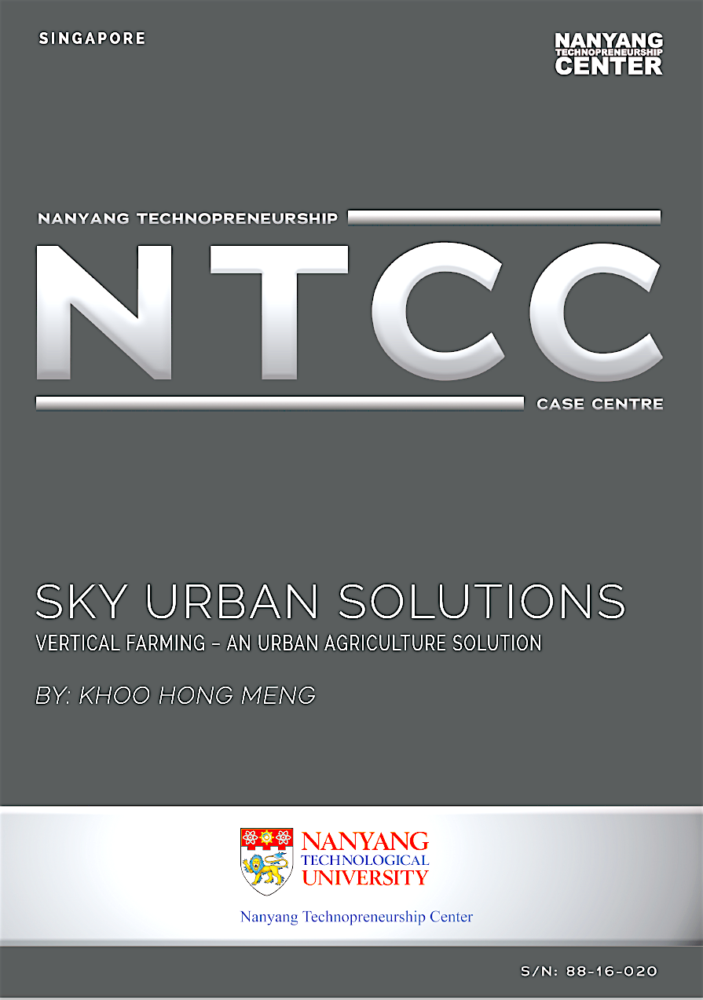 SINGAPORE
NANYANG
TECHNOPRENEURSHIP
CENTER
NANYANG TECHNOPRENEURSHIP
NTCC
CASE CENTRE
SKY URBAN SOLUTIONS
VERTICAL FARMING – AN URBAN AGRICULTURE SOLUTION
BY: KHOO HONG MENG
NANYANG
TECHNOLOGICAL
UNIVERSITY
Nanyang Technopreneurship Center
S/N: 88-16-020